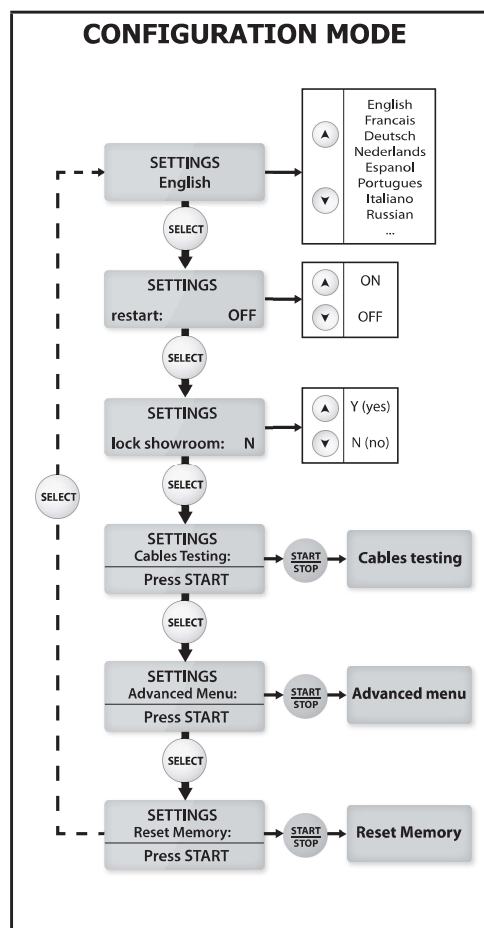 CONFIGURATION MODE
SETTINGS
English
English
Francais
Deutsch
Nederlands
Espanol
Portugues
Italiano
Russian
...
SELECT
SETTINGS
restart: OFF
ON
OFF
SELECT
SETTINGS
lock showroom: N
Y (yes)
N (no)
SELECT
SELECT
SETTINGS
Cables Testing:
Press START
START
STOP
Cables testing
SELECT
SETTINGS
Advanced Menu:
Press START
START
STOP
Advanced menu
SELECT
SETTINGS
Reset Memory:
Press START
START
STOP
Reset Memory